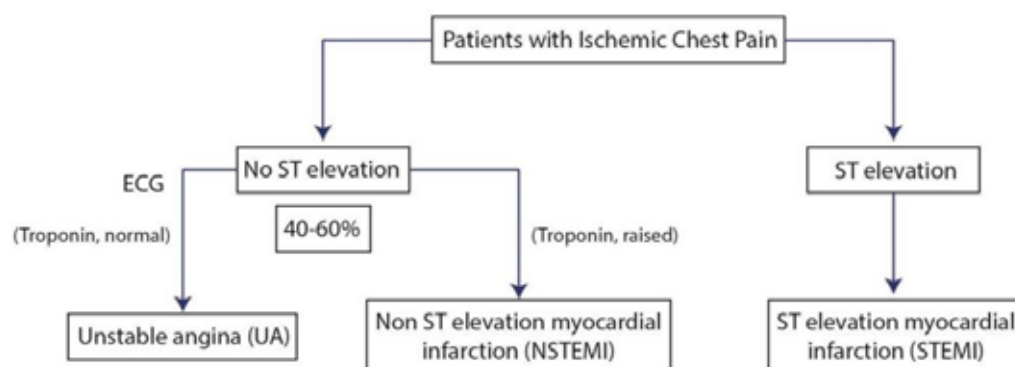 Patients with Ischemic Chest Pain
No ST elevation
ST elevation
ECG
40-60%
(Troponin, normal)
(Troponin, raised)
Unstable angina (UA)
Non ST elevation myocardial
infarction (NSTEMI)
ST elevation myocardial
infarction (STEMI)